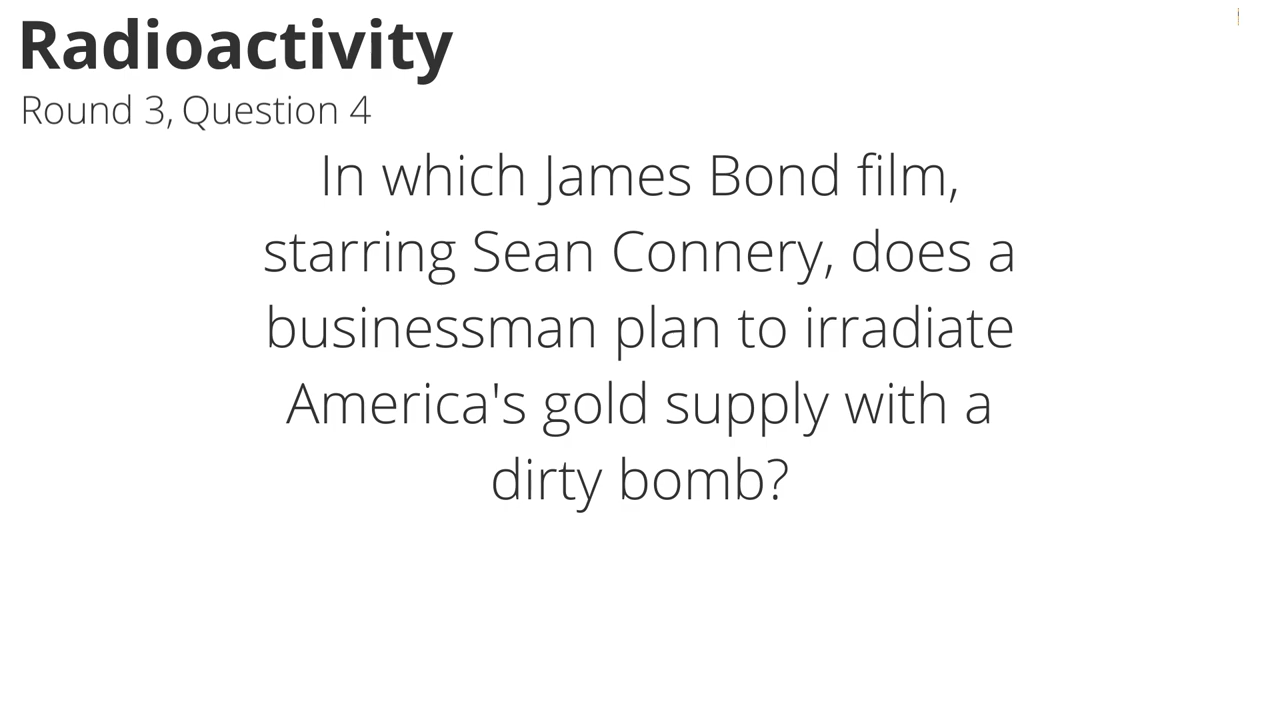 Radioactivity
Round 3, Question 4
In which James Bond film,
starring Sean Connery, does a
businessman plan to irradiate
America's gold supply with a
dirty bomb?